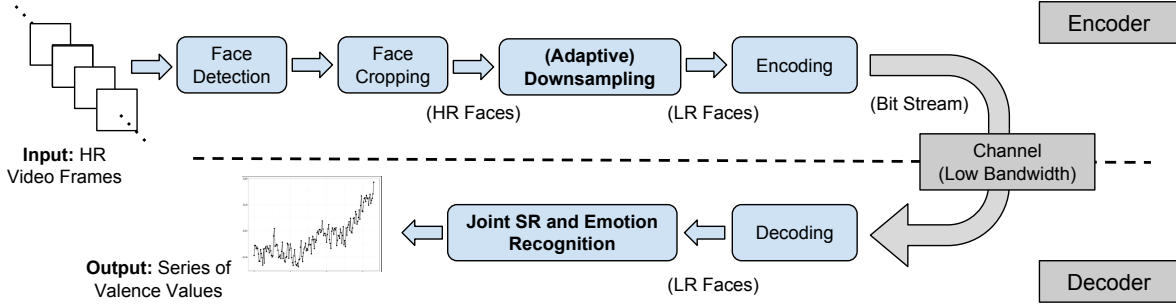 Encoder
Face
Detection
Face
Cropping
(Adaptive)
Downsampling
Encoding
(HR Faces)
(LR Faces)
(Bit Stream)
Input: HR
Video Frames
Channel
(Low Bandwidth)
Joint SR and Emotion
Recognition
Decoding
(LR Faces)
Output: Series of
Valence Values
Decoder